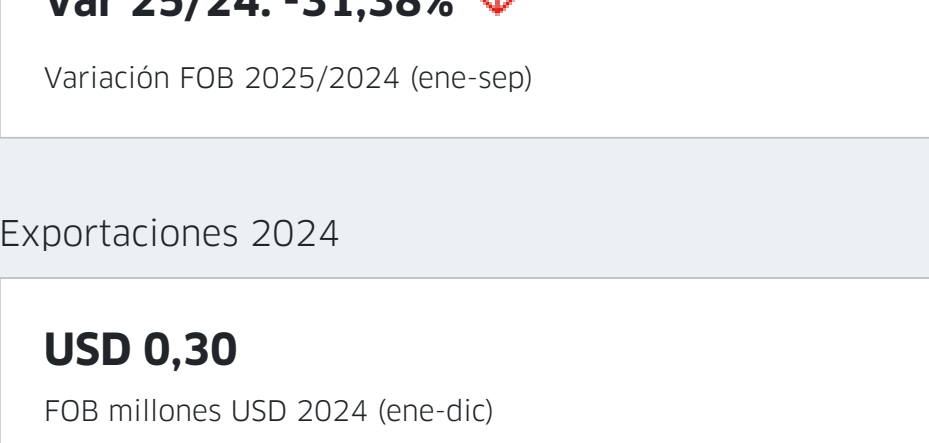 Var 25/24: -31,38%
Variación FOB 2025/2024 (ene-sep)
Exportaciones 2024
USD 0,30
FOB millones USD 2024 (ene-dic)